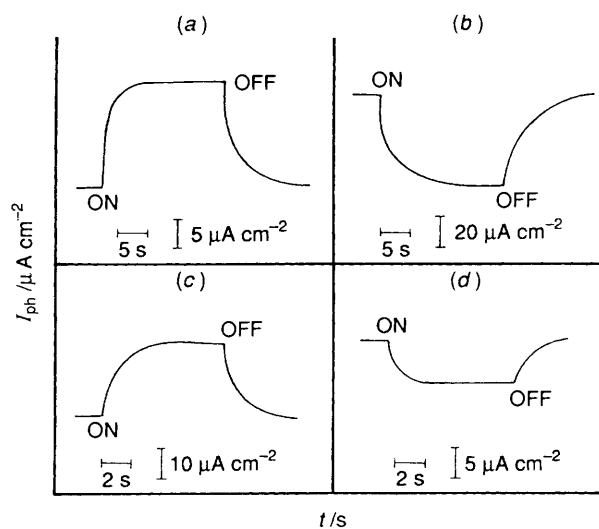 (a)
(b)
OFF
ON
ON
OFF
5 s
5 μA cm−2
5 s
20 μA cm−2
Iph /μA cm−2
(c)
(d)
OFF
ON
ON
OFF
2 s
10 μA cm−2
2 s
5 μA cm−2
t /s